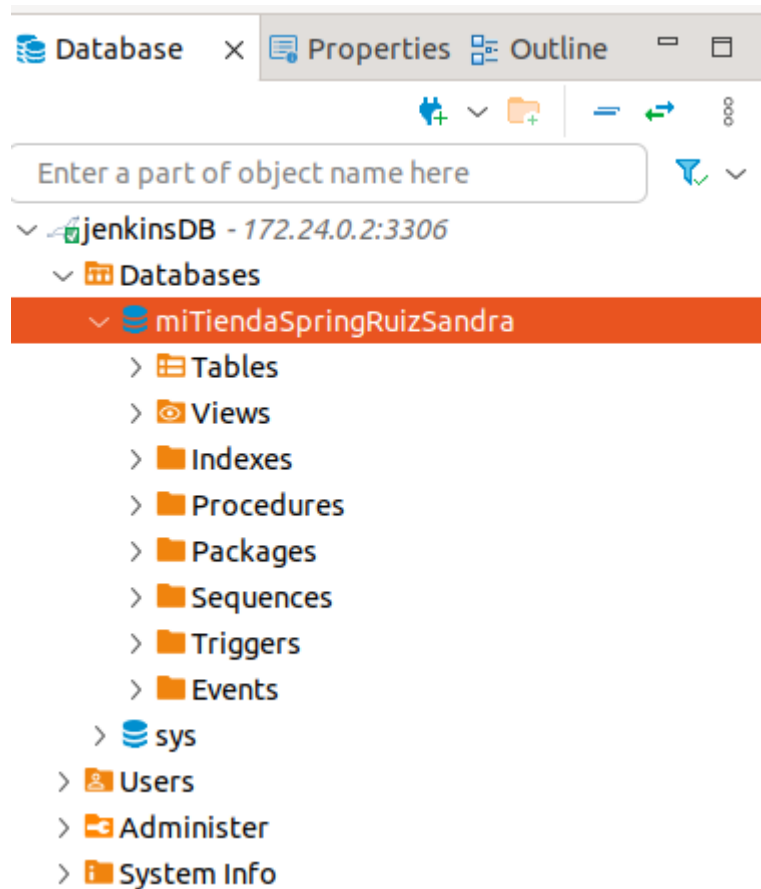 Database Properties Outline
Enter a part of object name here
jenkinsDB - 172.24.0.2:3306
Databases
miTiendaSpringRuizSandra
Tables
Views
Indexes
Procedures
Packages
Sequences
Triggers
Events
sys
Users
Administer
System Info